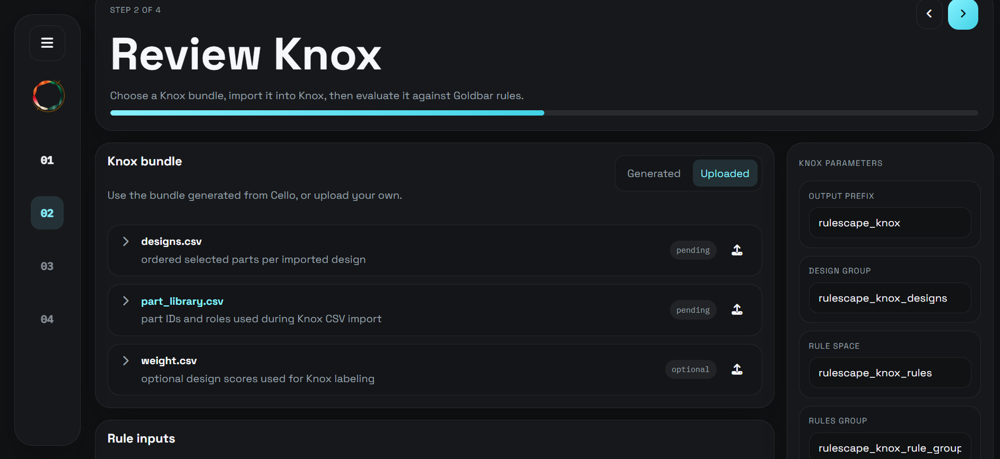 STEP 2 OF 4
Review Knox
Choose a Knox bundle, import it into Knox, then evaluate it against Goldbar rules.
01
02
03
04
Knox bundle
Generated
Uploaded
Use the bundle generated from Cello, or upload your own.
designs.csv
ordered selected parts per imported design
pending
part_library.csv
part IDs and roles used during Knox CSV import
pending
weight.csv
optional design scores used for Knox labeling
optional
Rule inputs
KNOX PARAMETERS
OUTPUT PREFIX
rulescape_knox
DESIGN GROUP
rulescape_knox_designs
RULE SPACE
rulescape_knox_rules
RULES GROUP
rulescape_knox_rule_group